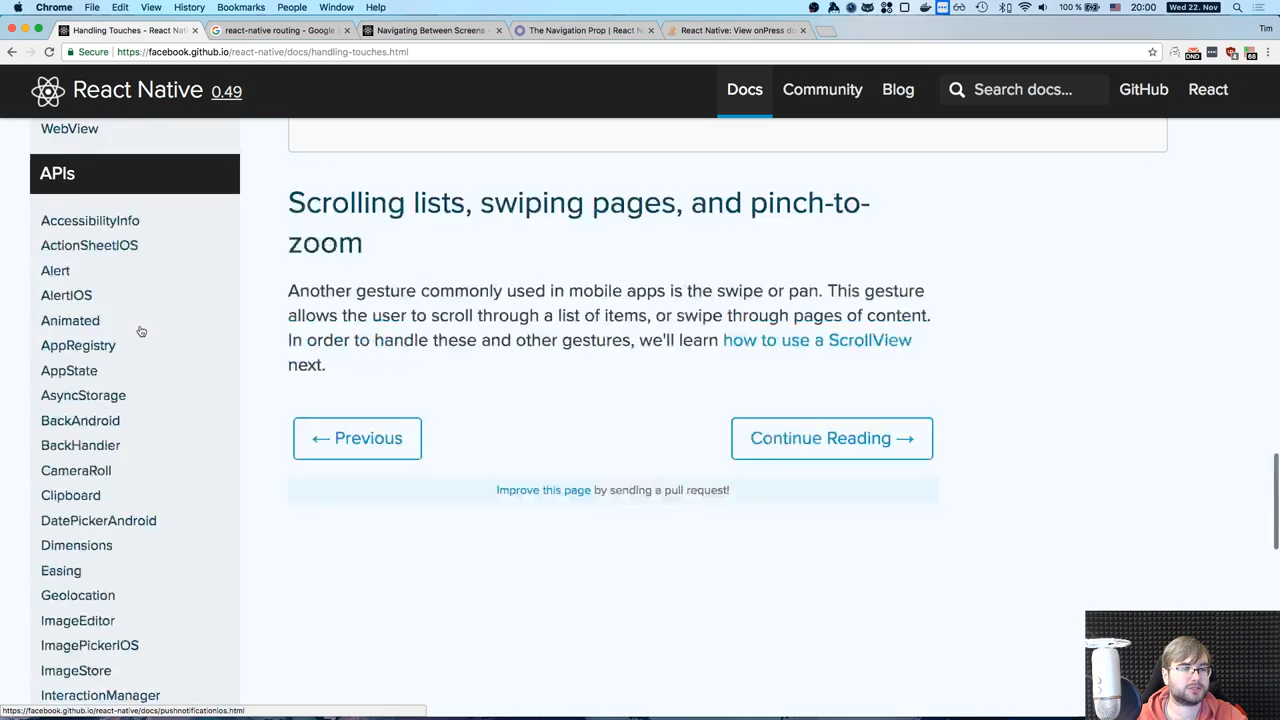 Chrome File Edit View History Bookmarks People Window Help 100 % 20:00 Wed 22. Nov
Handling Touches - React Nati
react-native routing - Google S
Navigating Between Screens -
The Navigation Prop | React N
React Native: View onPress do
Tim
Secure https://facebook.github.io/react-native/docs/handling-touches.html
React Native 0.49
Docs Community Blog Search docs... GitHub React
WebView
APIs
AccessibilityInfo
ActionSheetIOS
Alert
AlertIOS
Animated
AppRegistry
AppState
AsyncStorage
BackAndroid
BackHandler
CameraRoll
Clipboard
DatePickerAndroid
Dimensions
Easing
Geolocation
ImageEditor
ImagePickerIOS
ImageStore
InteractionManager
Scrolling lists, swiping pages, and pinch-to-
zoom
Another gesture commonly used in mobile apps is the swipe or pan. This gesture
allows the user to scroll through a list of items, or swipe through pages of content.
In order to handle these and other gestures, we'll learn how to use a ScrollView
next.
← Previous
Continue Reading →
Improve this page by sending a pull request!
https://facebook.github.io/react-native/docs/pushnotificationios.html